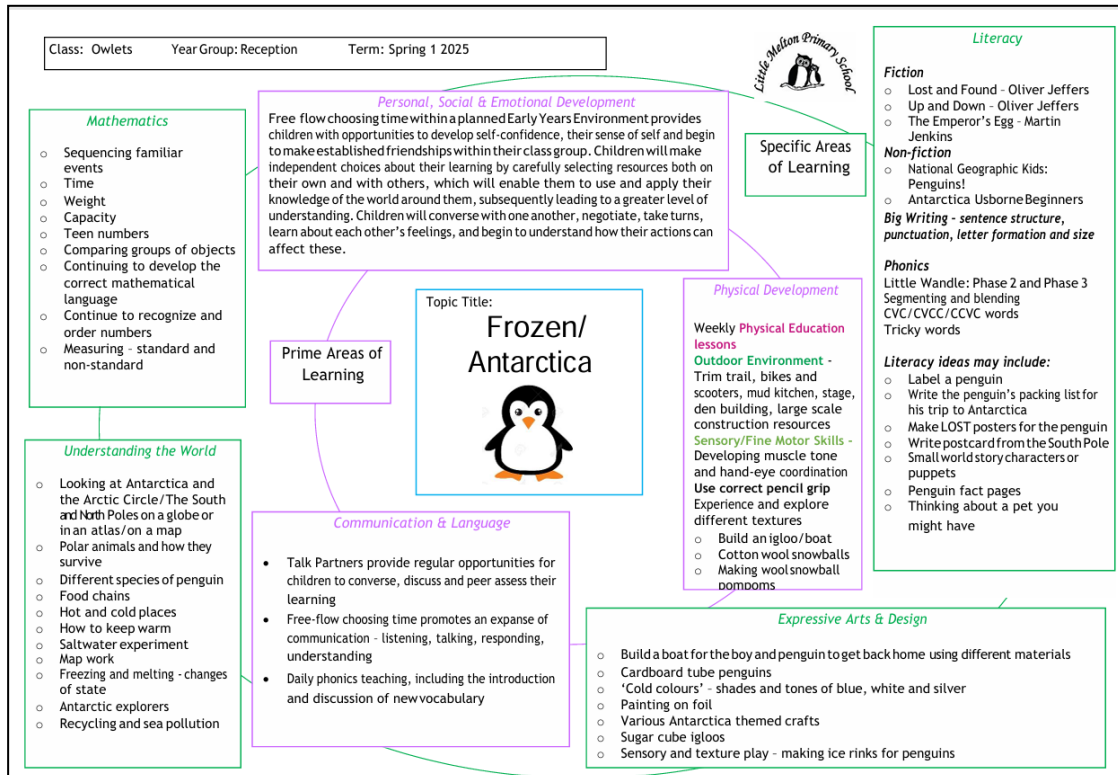 Class: Owlets Year Group: Reception Term: Spring 1 2025
Little Melton Primary School
Mathematics
o Sequencing familiar
events
o Time
o Weight
o Capacity
o Teen numbers
o Comparing groups of objects
o Continuing to develop the
correct mathematical
language
o Continue to recognize and
order numbers
o Measuring – standard and
non-standard
Personal, Social & Emotional Development
Free flow choosing time within a planned Early Years Environment provides
children with opportunities to develop self-confidence, their sense of self and begin
to make established friendships within their class group. Children will make
independent choices about their learning by carefully selecting resources both on
their own and with others, which will enable them to use and apply their
knowledge of the world around them, subsequently leading to a greater level of
understanding. Children will converse with one another, negotiate, take turns,
learn about each other's feelings, and begin to understand how their actions can
affect these.
Specific Areas
of Learning
Literacy
Fiction
o Lost and Found – Oliver Jeffers
o Up and Down – Oliver Jeffers
o The Emperor's Egg – Martin
Jenkins
Non-fiction
o National Geographic Kids:
Penguins!
o Antarctica Usborne Beginners
Big Writing - sentence structure,
punctuation, letter formation and size
Phonics
Little Wandle: Phase 2 and Phase 3
Segmenting and blending
CVC/CVCC/CCVC words
Tricky words
Literacy ideas may include:
o Label a penguin
o Write the penguin's packing list for
his trip to Antarctica
o Make LOST posters for the penguin
o Write postcard from the South Pole
o Small world story characters or
puppets
o Penguin fact pages
o Thinking about a pet you
might have
Prime Areas of
Learning
Topic Title:
Frozen/
Antarctica
Physical Development
Weekly Physical Education
lessons
Outdoor Environment -
Trim trail, bikes and
scooters, mud kitchen, stage,
den building, large scale
construction resources
Sensory/Fine Motor Skills –
Developing muscle tone
and hand-eye coordination
Use correct pencil grip
Experience and explore
different textures
o Build an igloo/boat
o Cotton wool snowballs
o Making wool snowball
pompoms
Understanding the World
o Looking at Antarctica and
the Arctic Circle/The South
and North Poles on a globe or
in an atlas/on a map
o Polar animals and how they
survive
o Different species of penguin
o Food chains
o Hot and cold places
o How to keep warm
o Saltwater experiment
o Map work
o Freezing and melting - changes
of state
o Antarctic explorers
o Recycling and sea pollution
Communication & Language
• Talk Partners provide regular opportunities for
children to converse, discuss and peer assess their
learning
• Free-flow choosing time promotes an expanse of
communication – listening, talking, responding,
understanding
• Daily phonics teaching, including the introduction
and discussion of new vocabulary
Expressive Arts & Design
o Build a boat for the boy and penguin to get back home using different materials
o Cardboard tube penguins
o 'Cold colours' – shades and tones of blue, white and silver
o Painting on foil
o Various Antarctica themed crafts
o Sugar cube igloos
o Sensory and texture play – making ice rinks for penguins